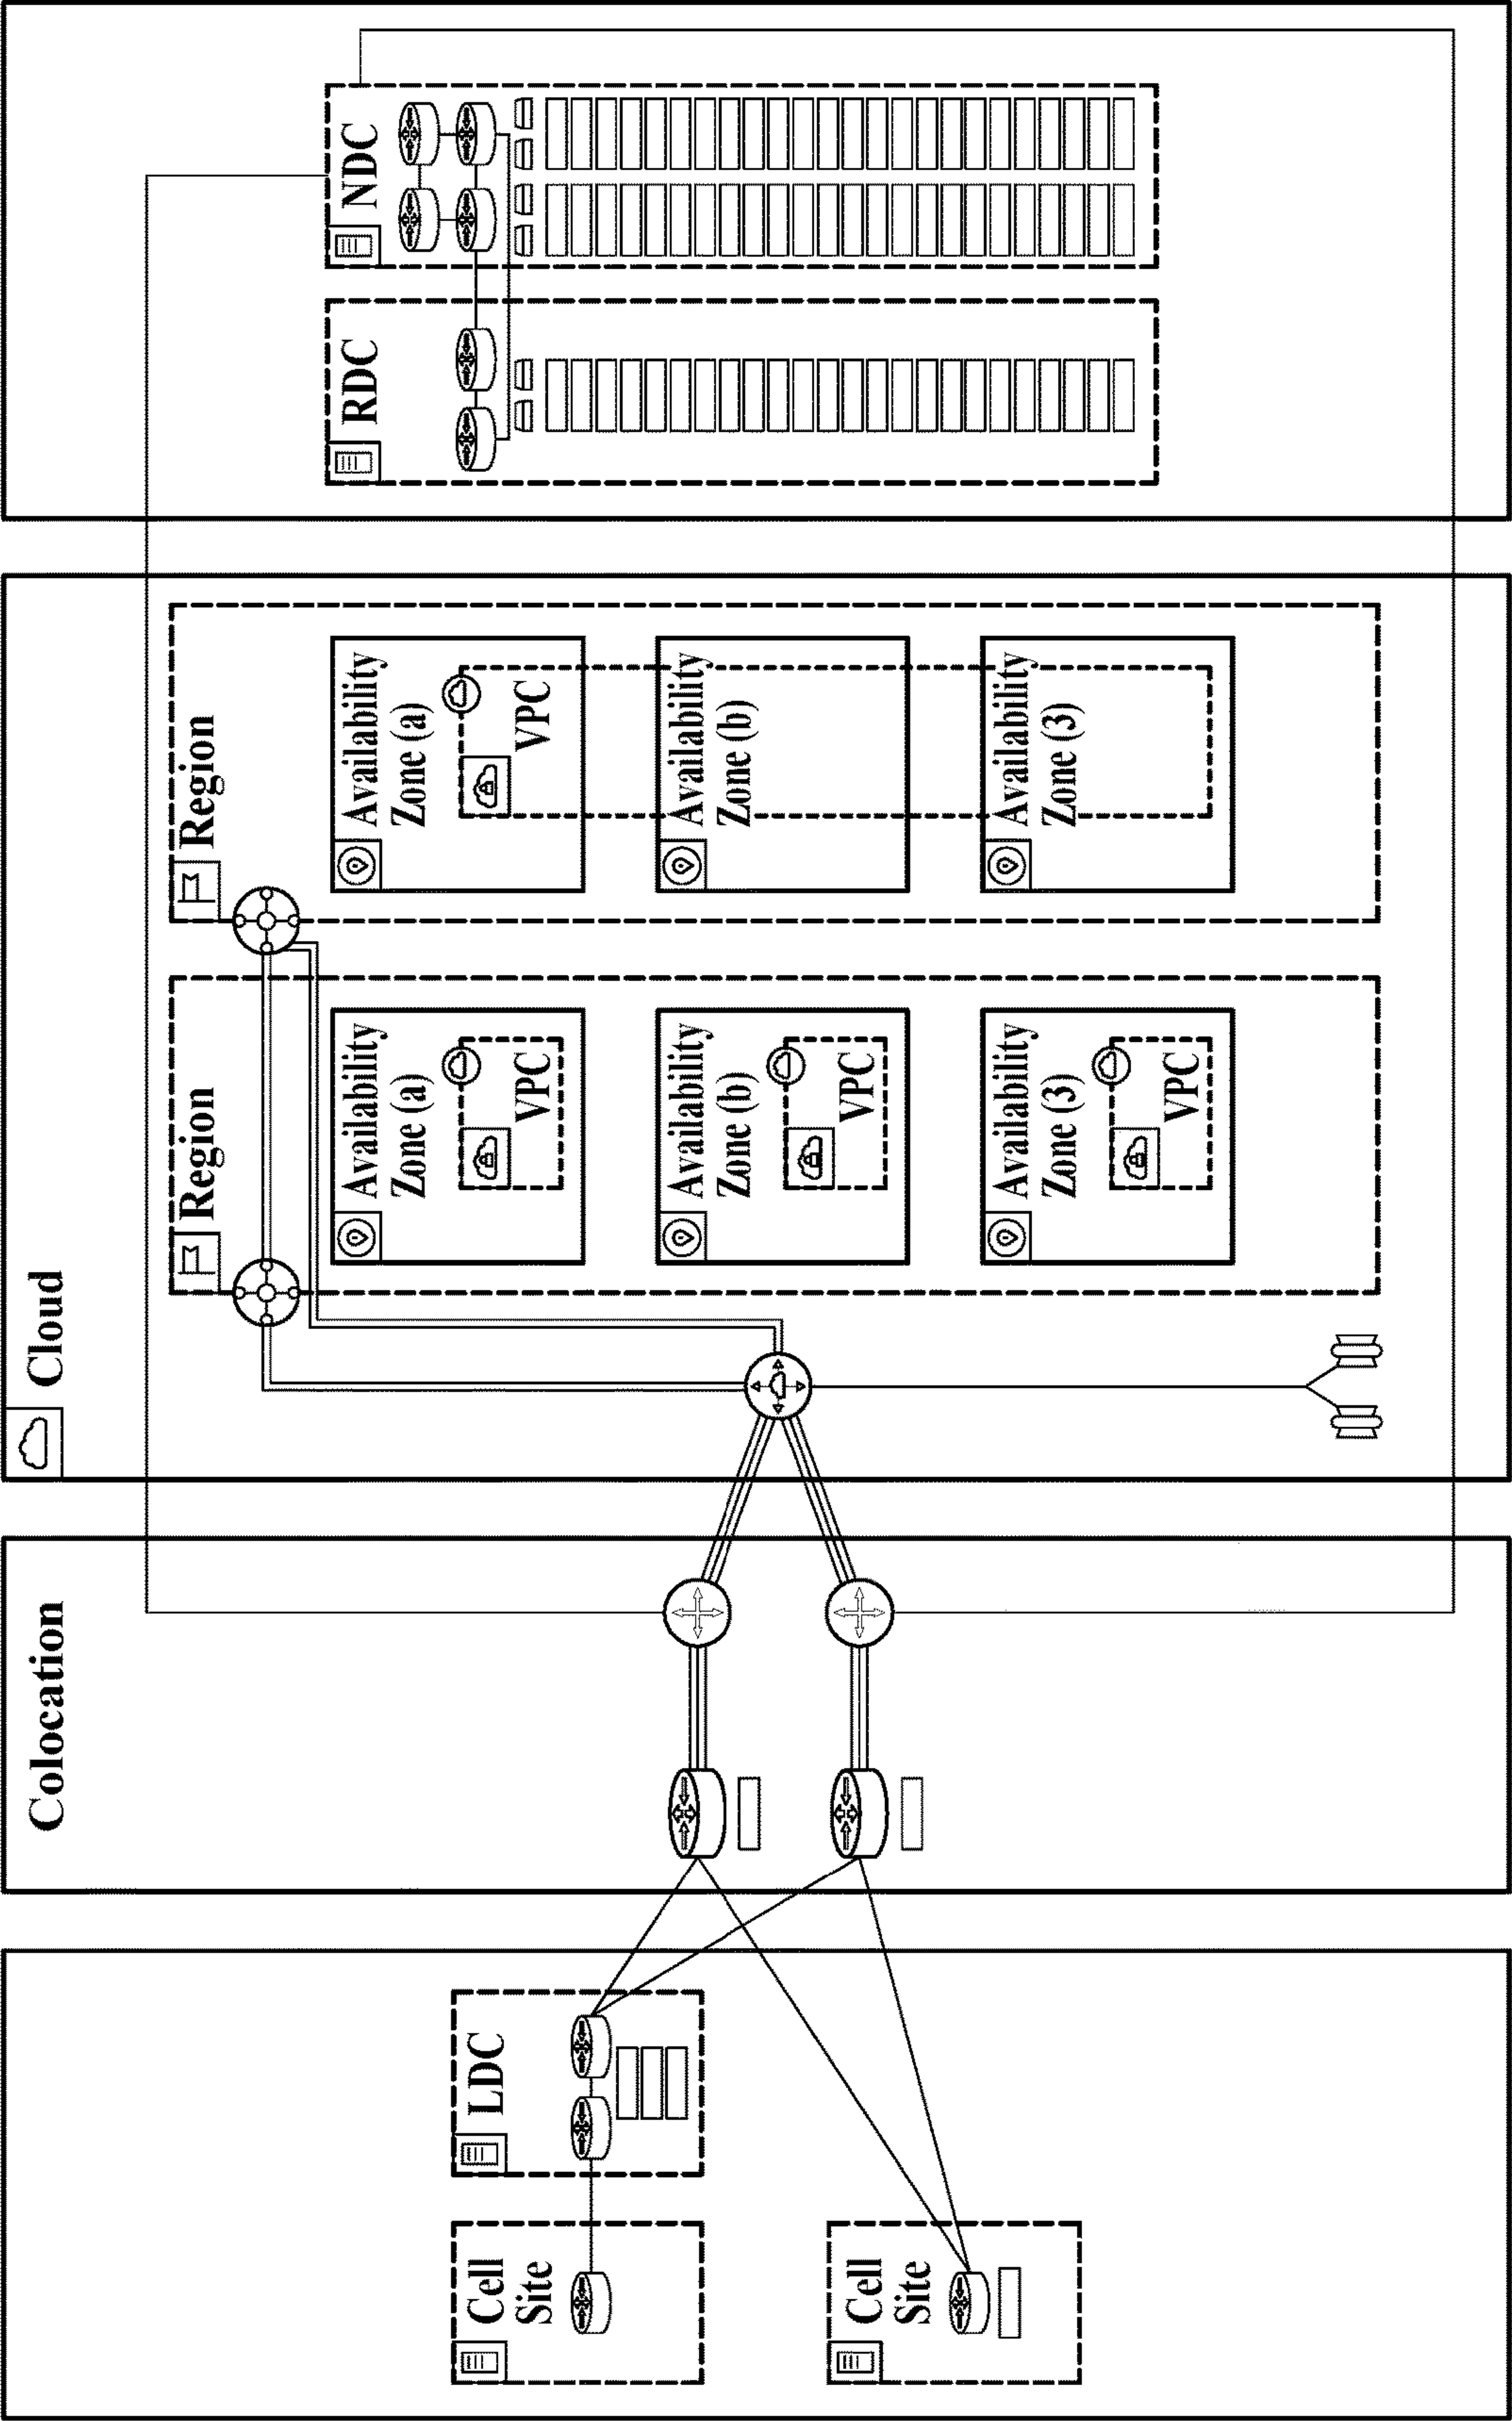 Cell
Site
Cell
Site
LDC
Colocation
Cloud
Region
Availability
Zone (a)
VPC
Availability
Zone (b)
VPC
Availability
Zone (3)
VPC
Region
Availability
Zone (a)
VPC
Availability
Zone (b)
Availability
Zone (3)
RDC
NDC